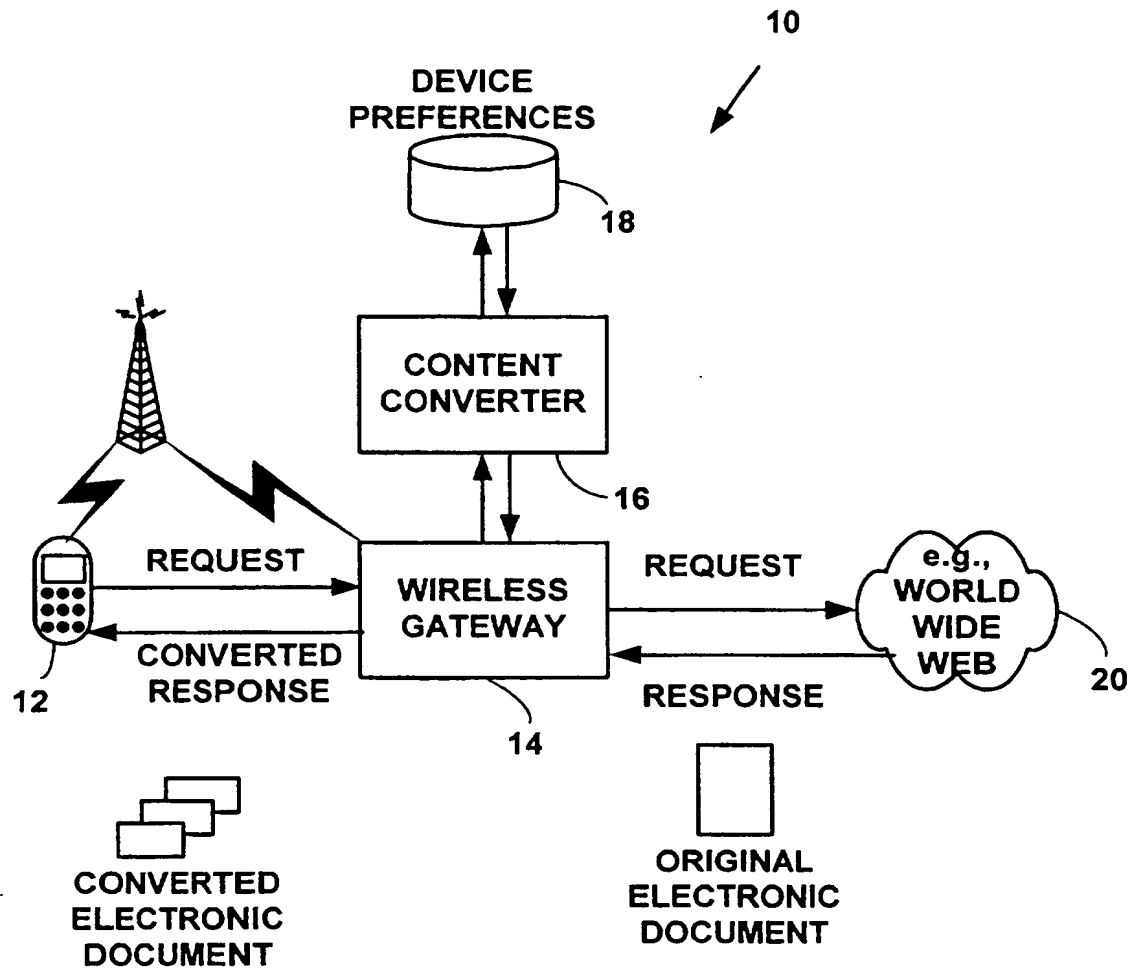 10
DEVICE
PREFERENCES
18
CONTENT
CONVERTER
16
REQUEST
WIRELESS
GATEWAY
REQUEST
e.g.,
WORLD
WIDE
WEB
CONVERTED
RESPONSE
12
RESPONSE
20
14
CONVERTED
ELECTRONIC
DOCUMENT
ORIGINAL
ELECTRONIC
DOCUMENT